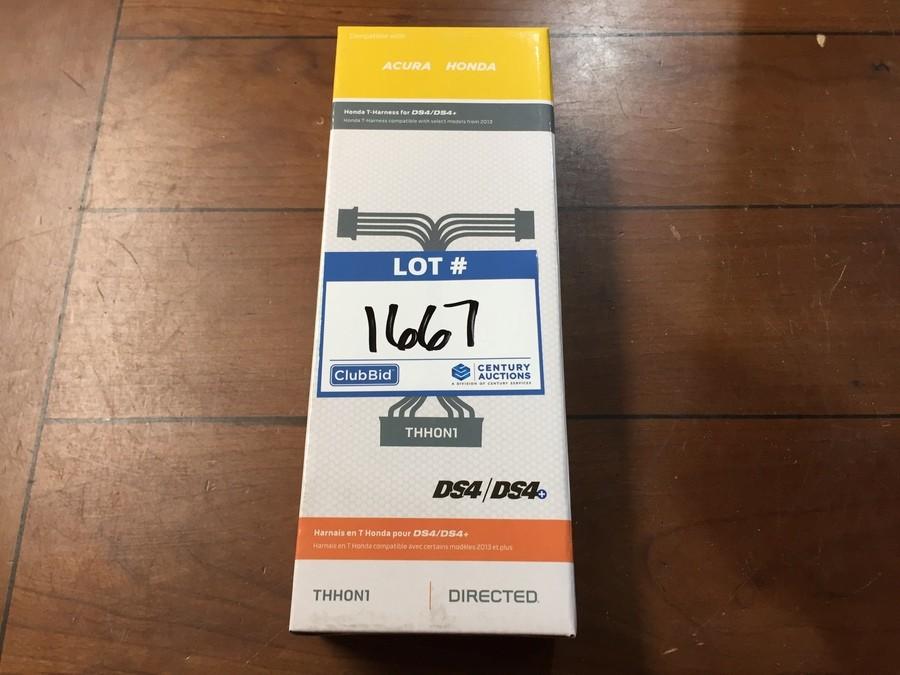 Compatible with
ACURA HONDA
Honda T-Harness for DS4/DS4+
Honda T-Harness compatible with select models from 2013
LOT #
1667
ClubBid
CENTURY AUCTIONS
A DIVISION OF CENTURY SERVICES
THHON1
DS4/DS4+
Harnais en T Honda pour DS4/DS4+
Harnais en T Honda compatible avec certains modèles 2013 et plus
THHON1
DIRECTED